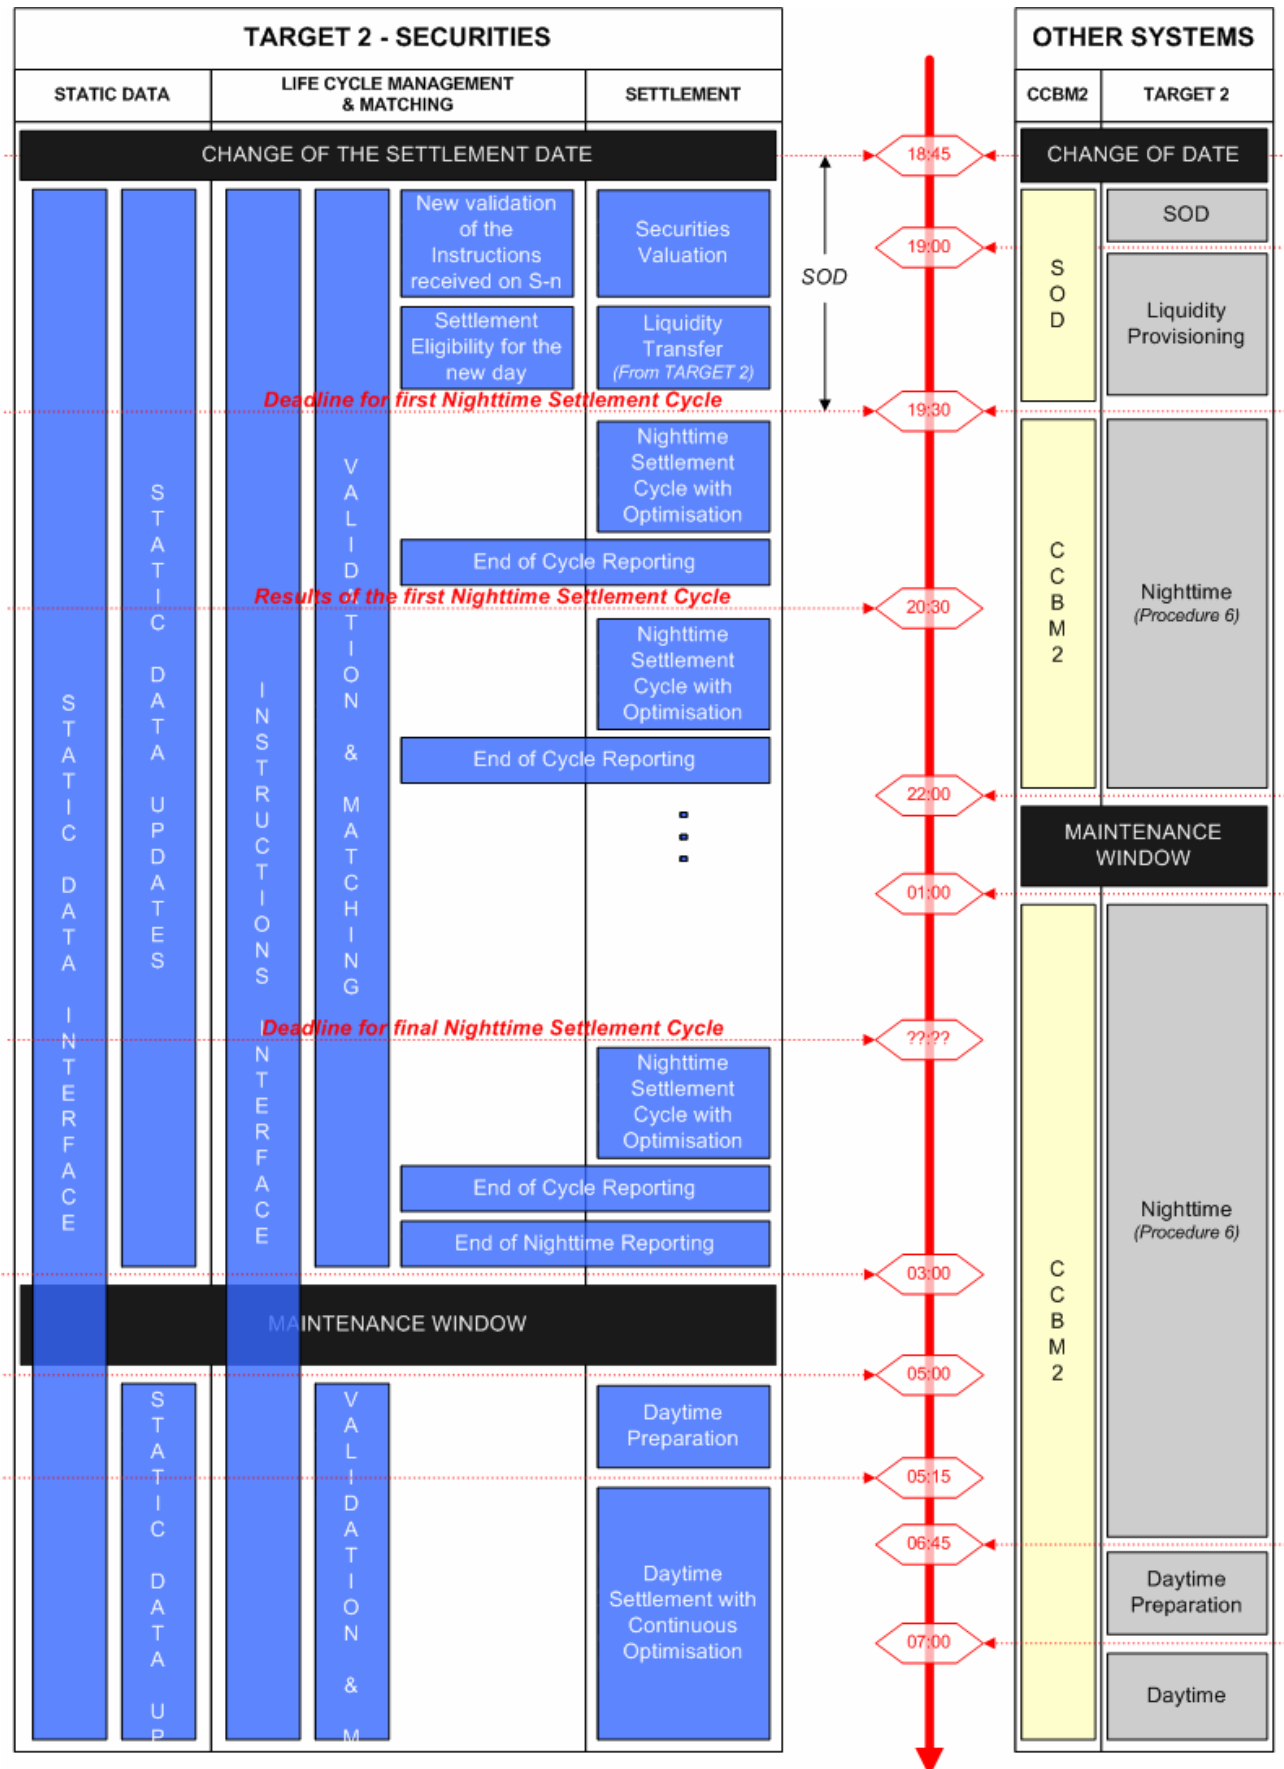 TARGET 2 - SECURITIES
OTHER SYSTEMS
STATIC DATA
LIFE CYCLE MANAGEMENT
& MATCHING
SETTLEMENT
CCBM2
TARGET 2
CHANGE OF THE SETTLEMENT DATE
18:45
CHANGE OF DATE
New validation
of the
Instructions
received on S-n
Securities
Valuation
SOD
19:00
SOD
SOD
Settlement
Eligibility for the
new day
Liquidity
Transfer
(From TARGET 2)
Liquidity
Provisioning
Deadline for first Nighttime Settlement Cycle
19:30
Nighttime
Settlement
Cycle with
Optimisation
End of Cycle Reporting
Results of the first Nighttime Settlement Cycle
20:30
CCBM2
Nighttime
(Procedure 6)
Nighttime
Settlement
Cycle with
Optimisation
End of Cycle Reporting
22:00
MAINTENANCE
WINDOW
01:00
STATIC DATA INTERFACE
STATIC DATA UPDATES
INSTRUCTIONS INTERFACE
VALIDATION & MATCHING
Deadline for final Nighttime Settlement Cycle
??:??
Nighttime
Settlement
Cycle with
Optimisation
End of Cycle Reporting
End of Nighttime Reporting
03:00
CCBM2
Nighttime
(Procedure 6)
MAINTENANCE WINDOW
05:00
STATIC DATA UP
VALIDATION & M
Daytime
Preparation
05:15
06:45
Daytime
Settlement with
Continuous
Optimisation
Daytime
Preparation
07:00
Daytime